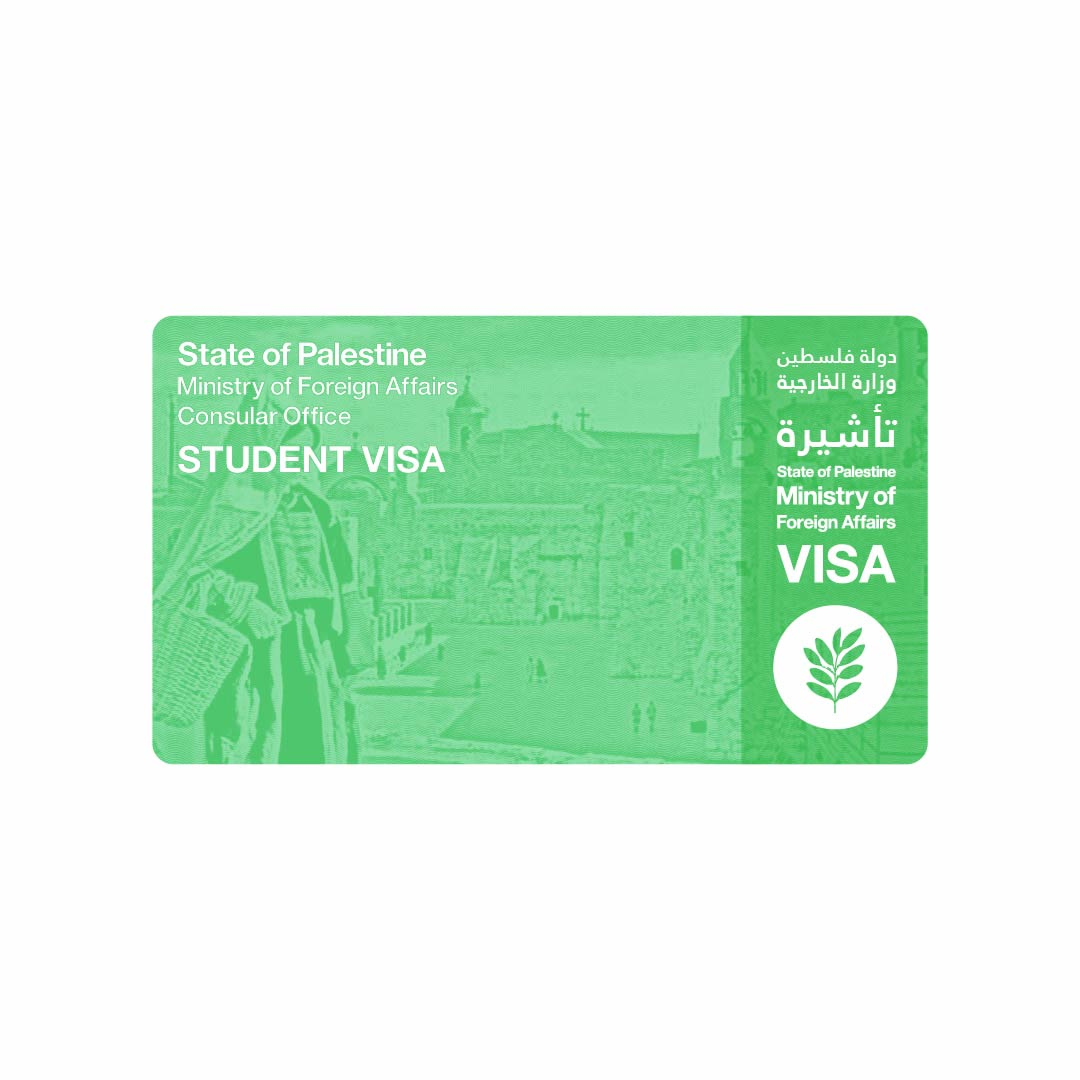 State of Palestine
Ministry of Foreign Affairs
Consular Office
STUDENT VISA
دولة فلسطين
وزارة الخارجية
تأشيرة
State of Palestine
Ministry of
Foreign Affairs
VISA